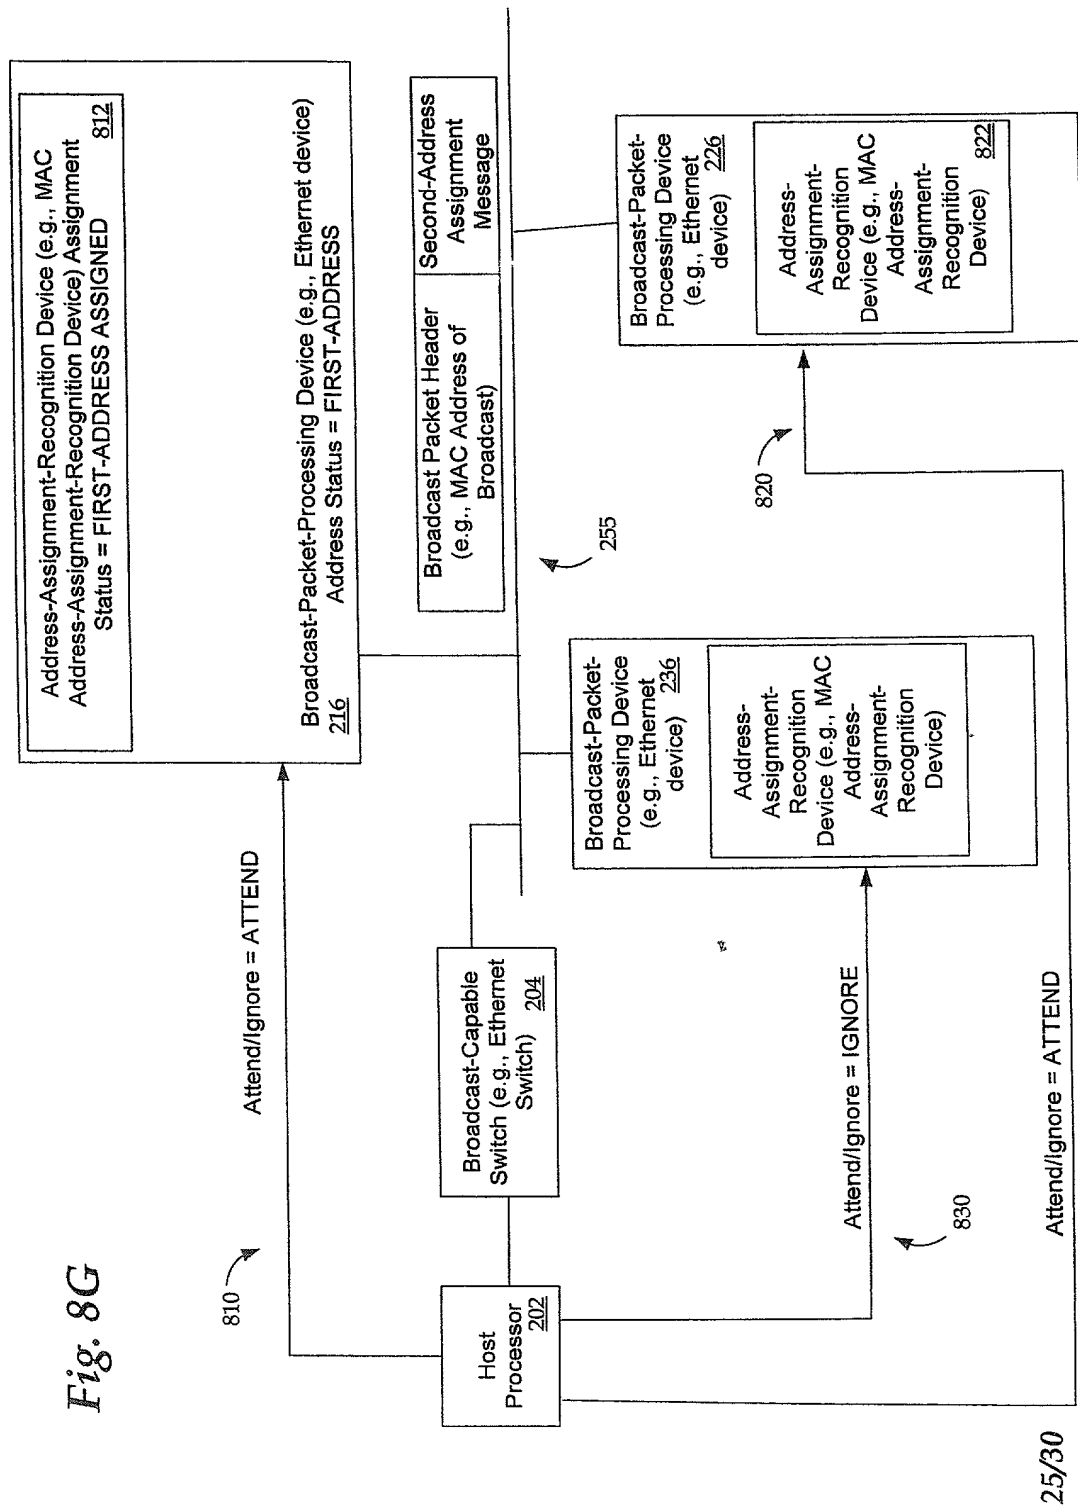 Fig. 8G
Address-Assignment-Recognition Device (e.g., MAC
Address-Assignment-Recognition Device) Assignment
Status = FIRST-ADDRESS ASSIGNED
812
Broadcast-Packet-Processing Device (e.g., Ethernet device)
216
Address Status = FIRST-ADDRESS
810
Attend/Ignore = ATTEND
Broadcast Packet Header
(e.g., MAC Address of
Broadcast)
Second-Address
Assignment
Message
Host
Processor
202
Broadcast-Capable
Switch (e.g., Ethernet
Switch) 204
255
Broadcast-Packet-
Processing Device
(e.g., Ethernet
device) 236
Address-
Assignment-
Recognition
Device (e.g., MAC
Address-
Assignment-
Recognition
Device)
Broadcast-Packet-
Processing Device
(e.g., Ethernet
device) 226
Address-
Assignment-
Recognition
Device (e.g., MAC
Address-
Assignment-
Recognition
Device) 822
Attend/Ignore = IGNORE
830
820
Attend/Ignore = ATTEND
25/30